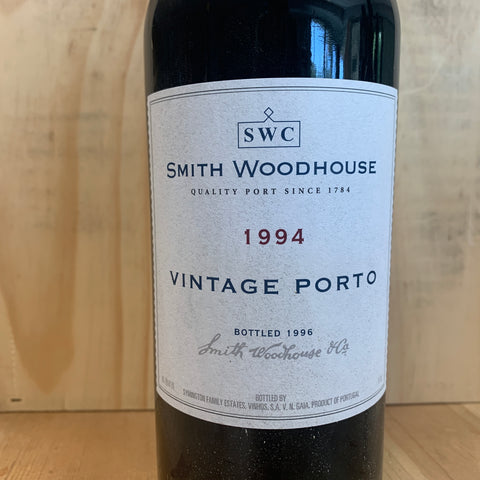 SWC
SMITH WOODHOUSE
QUALITY PORT SINCE 1784
1994
VINTAGE PORTO
BOTTLED 1996
Smith Woodhouse & Co.
BOTTLED BY
SYMINGTON FAMILY ESTATES, VINHOS, S.A. V. N. GAIA, PRODUCT OF PORTUGAL